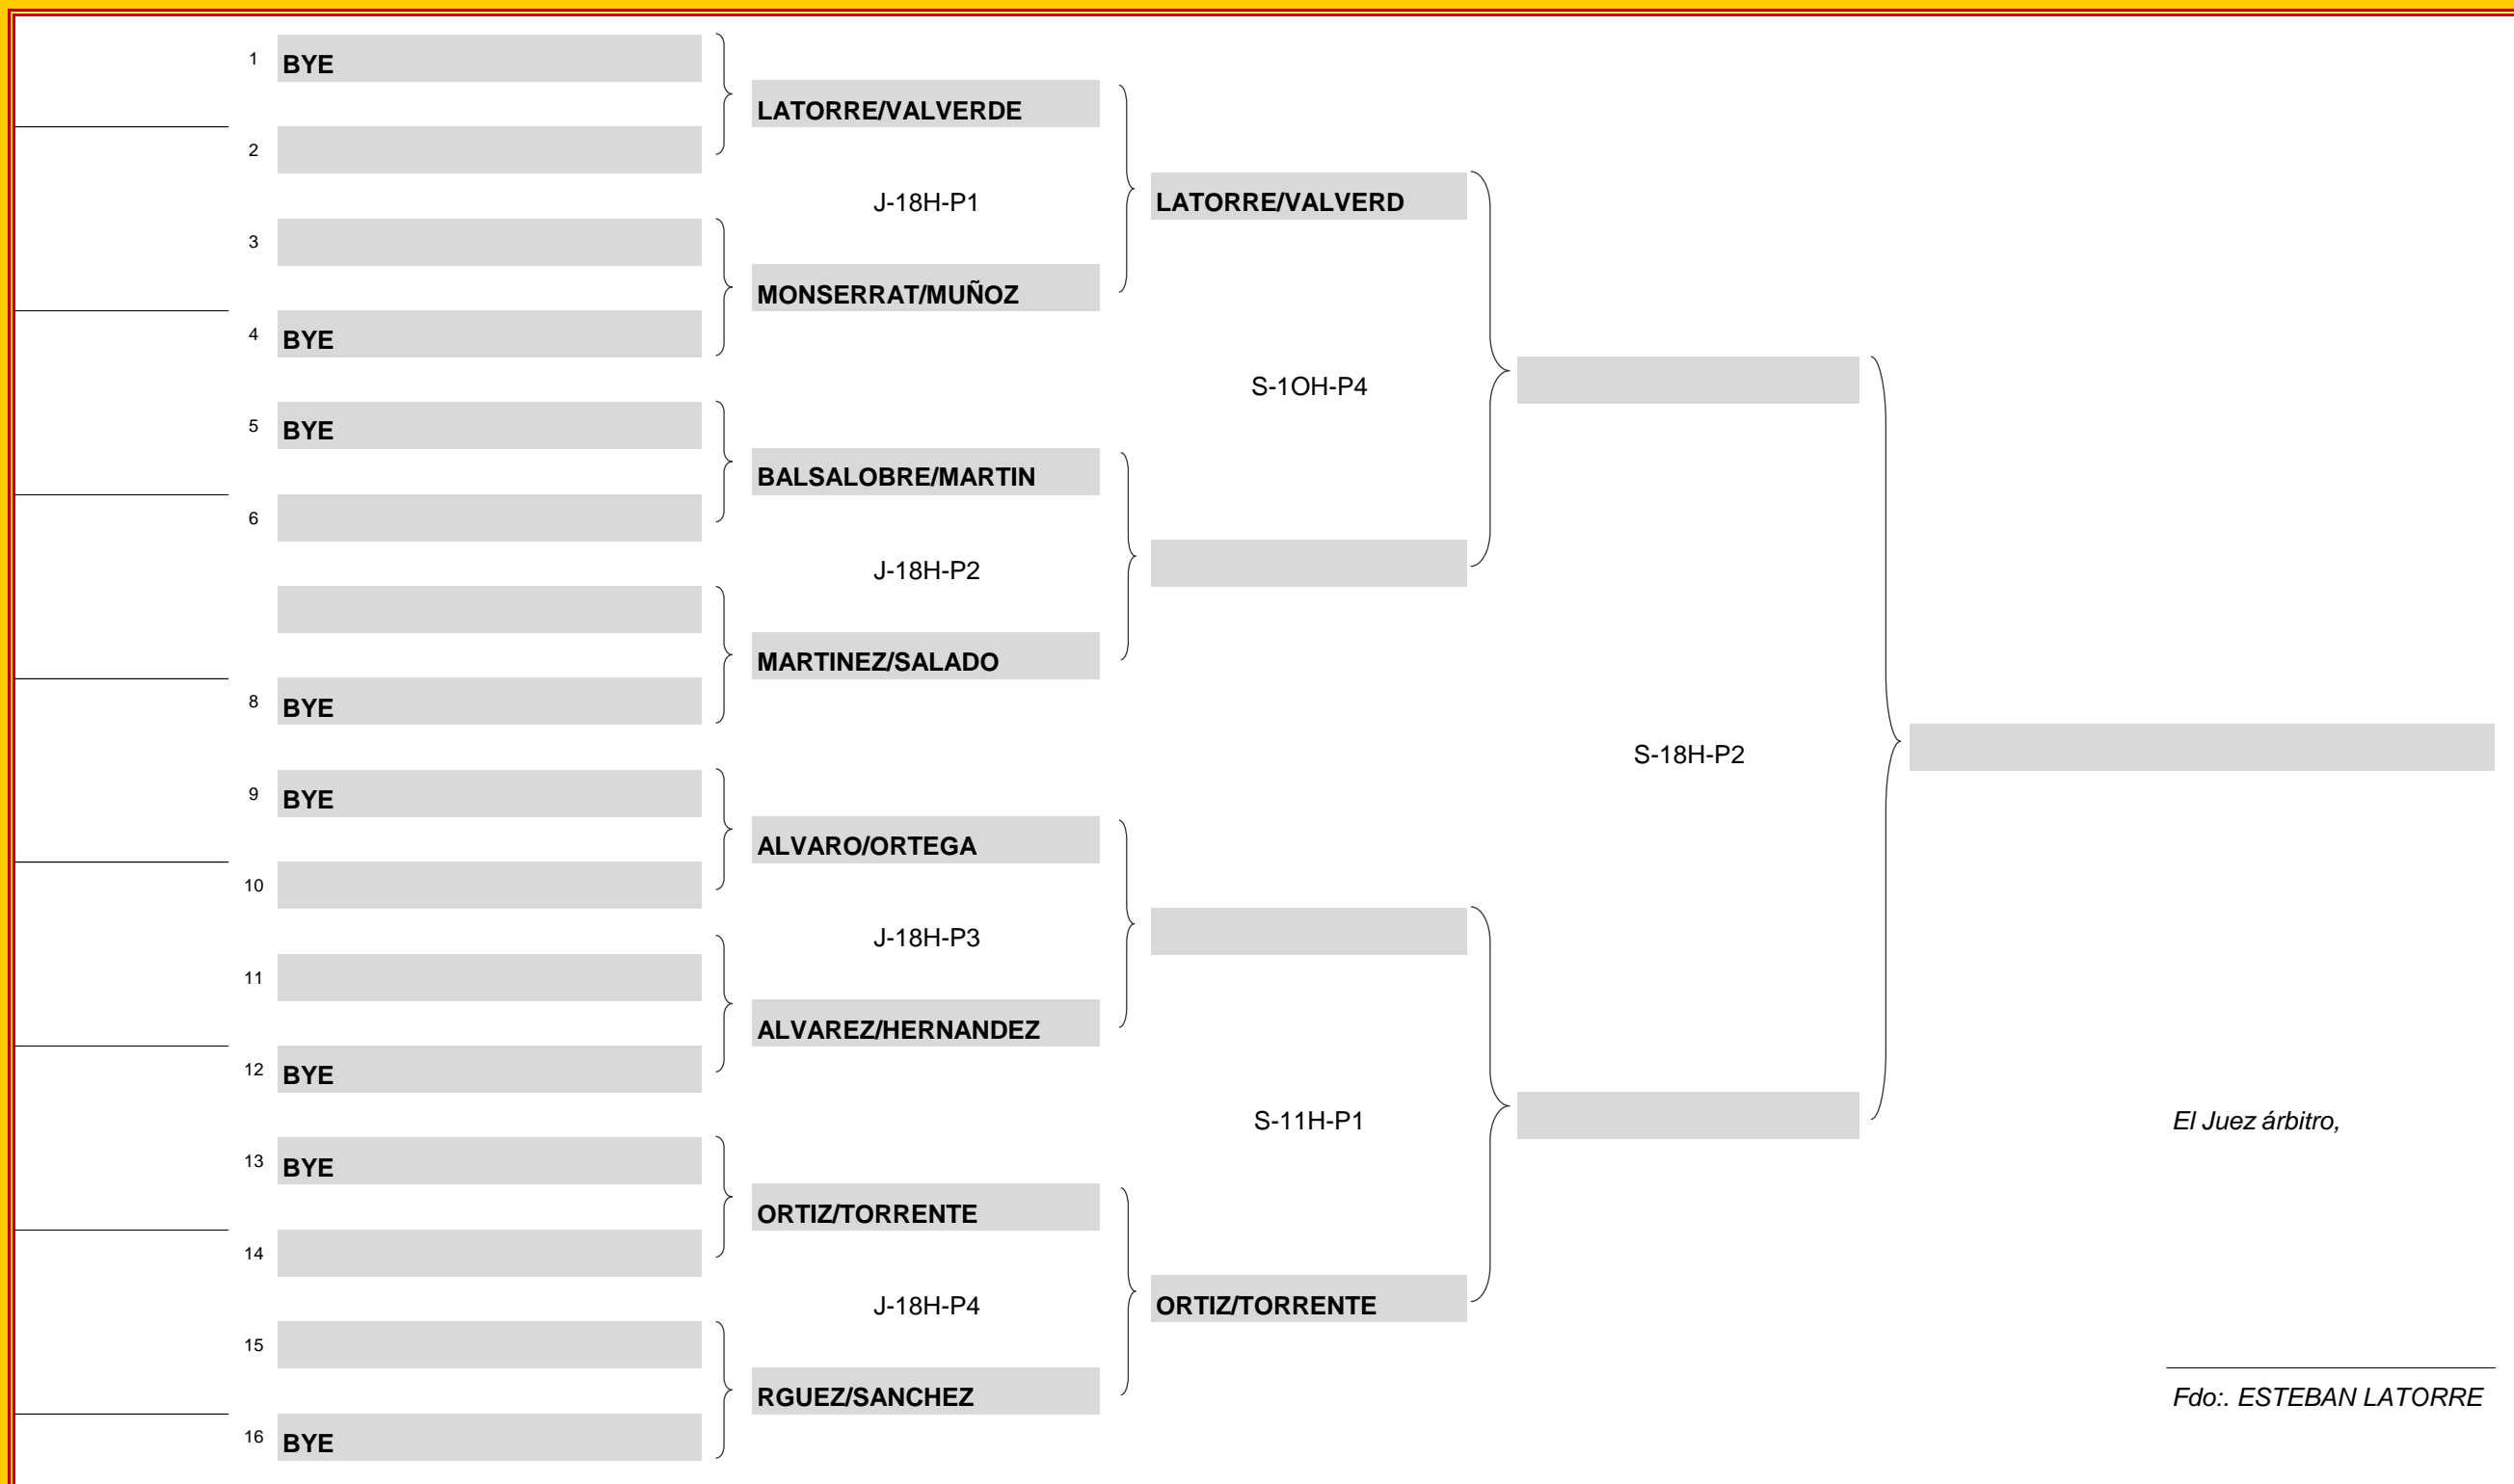 1 BYE
LATORRE/VALVERDE
2
J-18H-P1 LATORRE/VALVERD
3
MONSERRAT/MUÑOZ
4 BYE
S-1OH-P4
5 BYE
BALSALOBRE/MARTIN
6
J-18H-P2
MARTINEZ/SALADO
8 BYE
S-18H-P2
9 BYE
ALVARO/ORTEGA
10
J-18H-P3
11
ALVAREZ/HERNANDEZ
12 BYE
S-11H-P1 El Juez árbitro,
13 BYE
ORTIZ/TORRENTE
14
J-18H-P4 ORTIZ/TORRENTE
15
RGUEZ/SANCHEZ Fdo:. ESTEBAN LATORRE
16 BYE